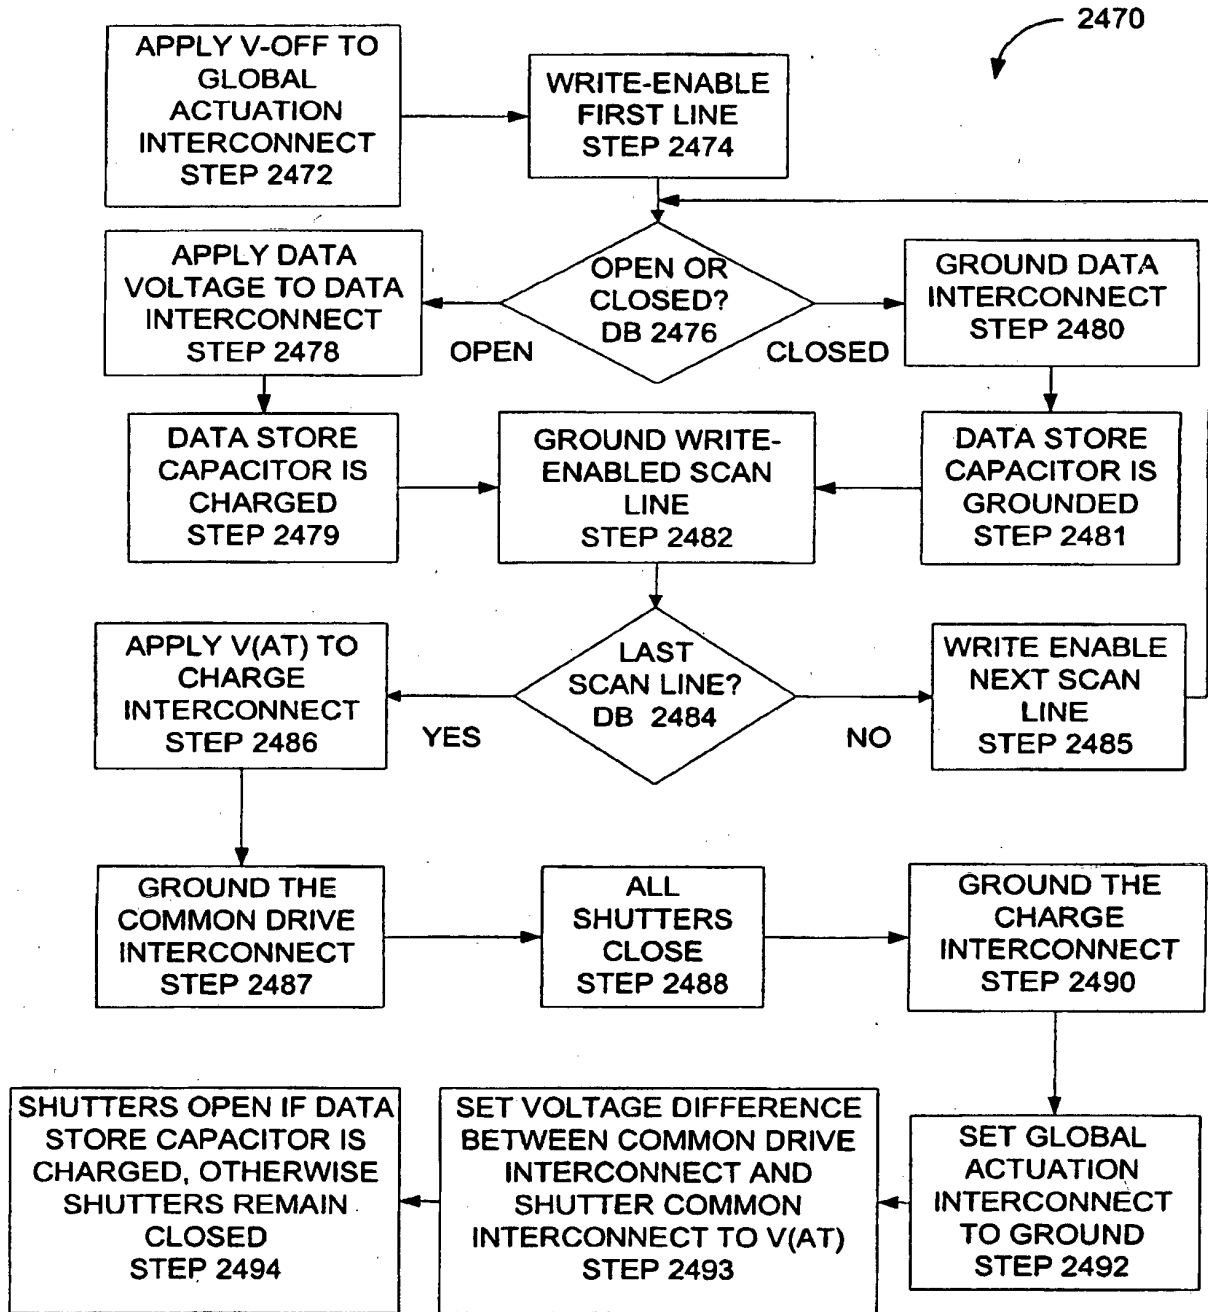 2470
APPLY V-OFF TO
GLOBAL
ACTUATION
INTERCONNECT
STEP 2472
WRITE-ENABLE
FIRST LINE
STEP 2474
APPLY DATA
VOLTAGE TO DATA
INTERCONNECT
STEP 2478
OPEN OR
CLOSED?
DB 2476
OPEN
CLOSED
GROUND DATA
INTERCONNECT
STEP 2480
DATA STORE
CAPACITOR IS
CHARGED
STEP 2479
GROUND WRITE-
ENABLED SCAN
LINE
STEP 2482
DATA STORE
CAPACITOR IS
GROUNDED
STEP 2481
APPLY V(AT) TO
CHARGE
INTERCONNECT
STEP 2486
LAST
SCAN LINE?
DB 2484
YES
NO
WRITE ENABLE
NEXT SCAN
LINE
STEP 2485
GROUND THE
COMMON DRIVE
INTERCONNECT
STEP 2487
ALL
SHUTTERS
CLOSE
STEP 2488
GROUND THE
CHARGE
INTERCONNECT
STEP 2490
SHUTTERS OPEN IF DATA
STORE CAPACITOR IS
CHARGED, OTHERWISE
SHUTTERS REMAIN
CLOSED
STEP 2494
SET VOLTAGE DIFFERENCE
BETWEEN COMMON DRIVE
INTERCONNECT AND
SHUTTER COMMON
INTERCONNECT TO V(AT)
STEP 2493
SET GLOBAL
ACTUATION
INTERCONNECT
TO GROUND
STEP 2492